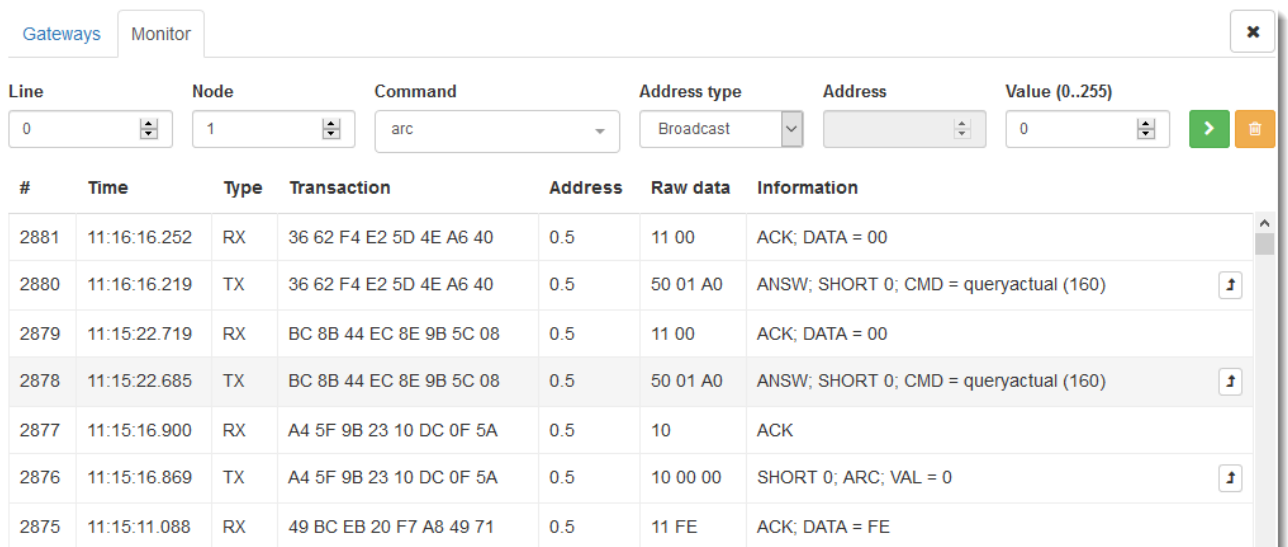 Gateways Monitor
Line Node Command Address type Address Value (0..255)
0 1 arc Broadcast 0
# Time Type Transaction Address Raw data Information
2881 11:16:16.252 RX 36 62 F4 E2 5D 4E A6 40 0.5 11 00 ACK; DATA = 00
2880 11:16:16.219 TX 36 62 F4 E2 5D 4E A6 40 0.5 50 01 A0 ANSW; SHORT 0; CMD = queryactual (160)
2879 11:15:22.719 RX BC 8B 44 EC 8E 9B 5C 08 0.5 11 00 ACK; DATA = 00
2878 11:15:22.685 TX BC 8B 44 EC 8E 9B 5C 08 0.5 50 01 A0 ANSW; SHORT 0; CMD = queryactual (160)
2877 11:15:16.900 RX A4 5F 9B 23 10 DC 0F 5A 0.5 10 ACK
2876 11:15:16.869 TX A4 5F 9B 23 10 DC 0F 5A 0.5 10 00 00 SHORT 0; ARC; VAL = 0
2875 11:15:11.088 RX 49 BC EB 20 F7 A8 49 71 0.5 11 FE ACK; DATA = FE